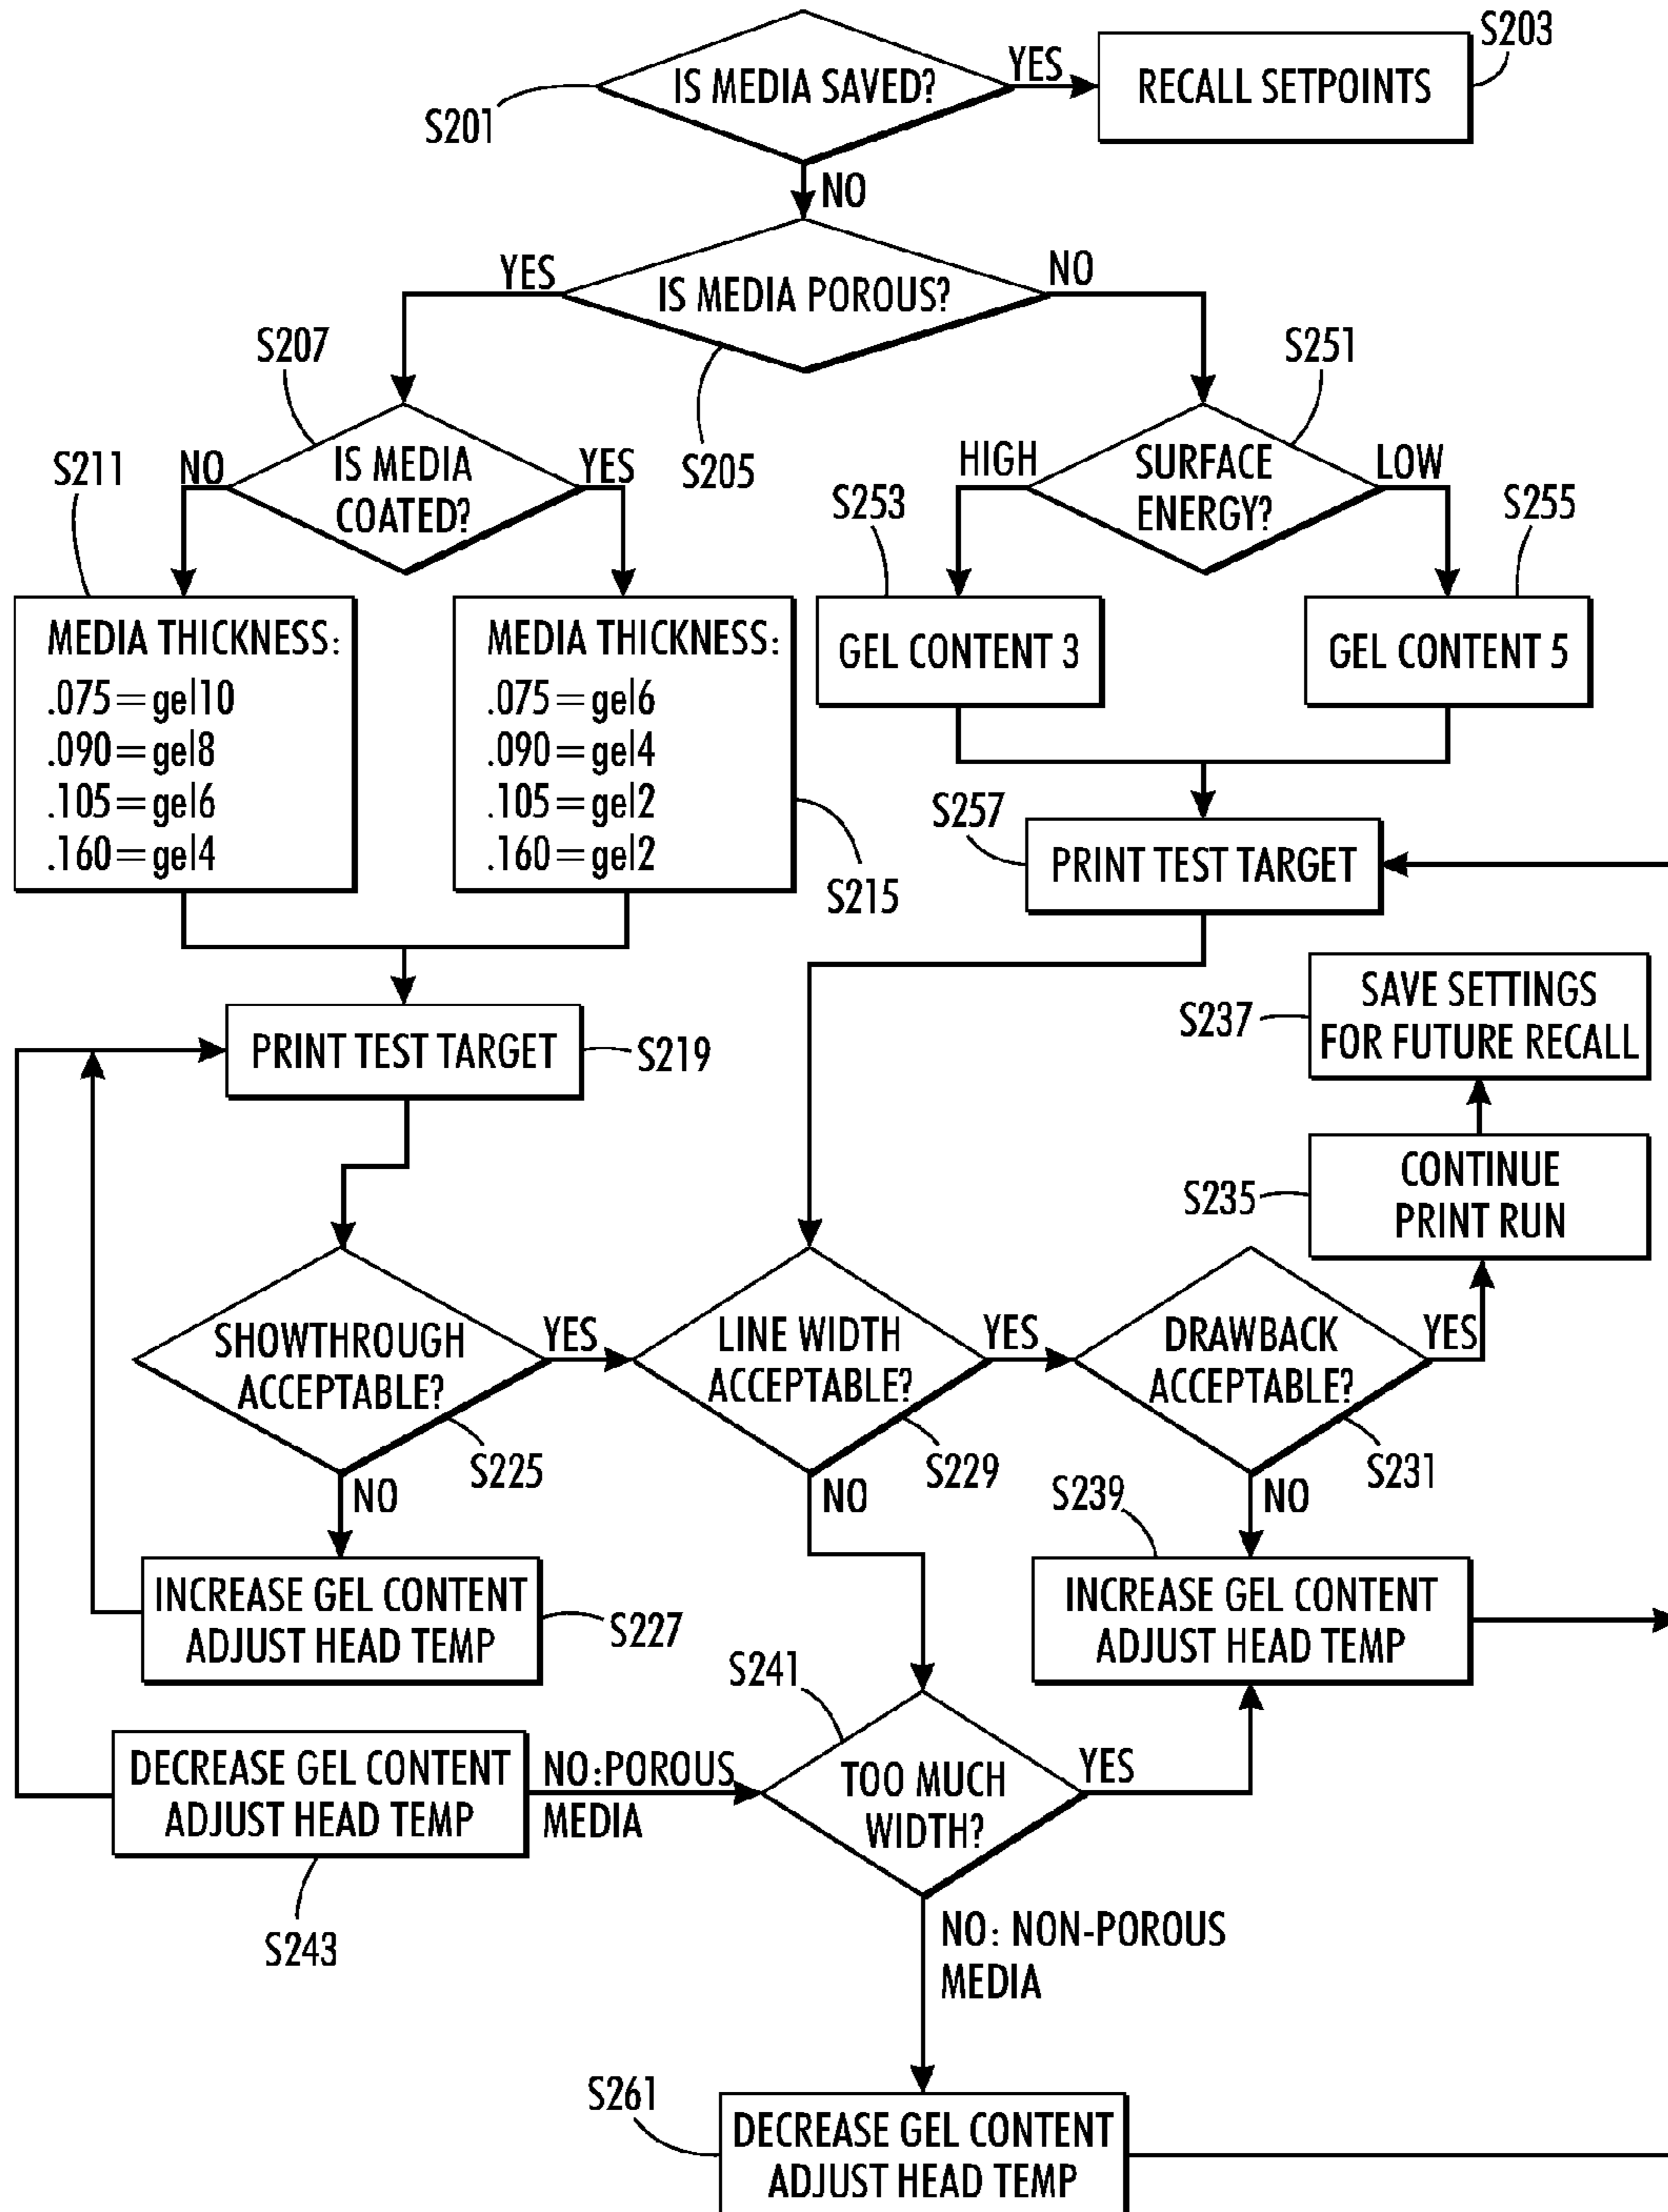 S203
IS MEDIA SAVED?
YES
RECALL SETPOINTS
S201
NO
YES
IS MEDIA POROUS?
NO
S207
S251
S211
NO
IS MEDIA
COATED?
YES
S205
HIGH
SURFACE
ENERGY?
LOW
S253
S255
MEDIA THICKNESS:
.075=gel10
.090=gel8
.105=gel6
.160=gel4
MEDIA THICKNESS:
.075=gel6
.090=gel4
.105=gel2
.160=gel2
GEL CONTENT 3
GEL CONTENT 5
S257
PRINT TEST TARGET
S215
S237
SAVE SETTINGS
FOR FUTURE RECALL
PRINT TEST TARGET
S219
S235
CONTINUE
PRINT RUN
SHOWTHROUGH
ACCEPTABLE?
YES
LINE WIDTH
ACCEPTABLE?
YES
DRAWBACK
ACCEPTABLE?
YES
S225
S229
S231
NO
NO
S239
NO
INCREASE GEL CONTENT
ADJUST HEAD TEMP
S227
INCREASE GEL CONTENT
ADJUST HEAD TEMP
S241
DECREASE GEL CONTENT
ADJUST HEAD TEMP
NO:POROUS
MEDIA
TOO MUCH
WIDTH?
YES
S243
NO: NON-POROUS
MEDIA
S261
DECREASE GEL CONTENT
ADJUST HEAD TEMP